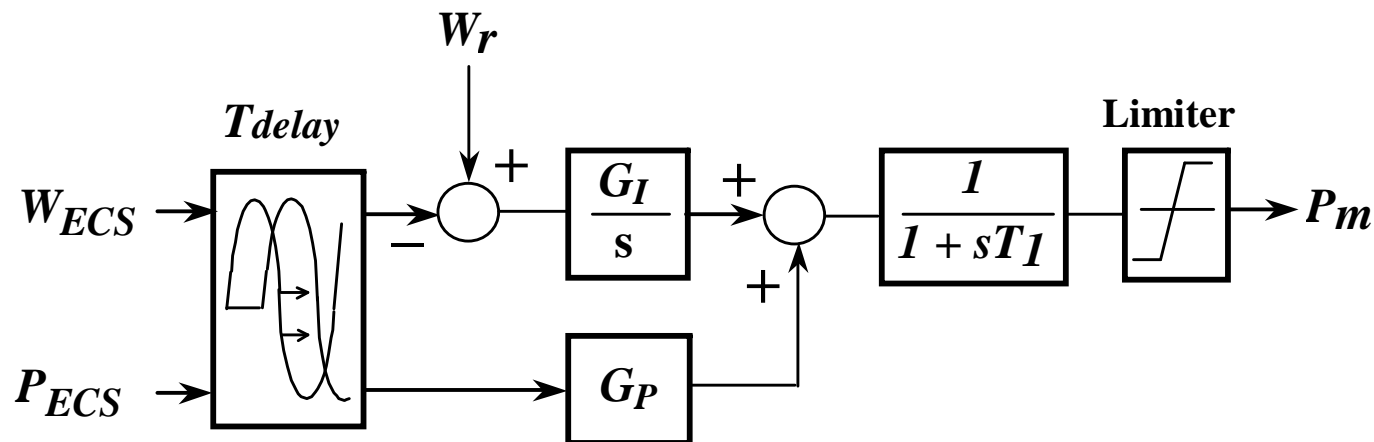 Wr
Tdelay
Limiter
WECS
PECS
−
+
GI
s
+
+
GP
1
1 + sT1
Pm